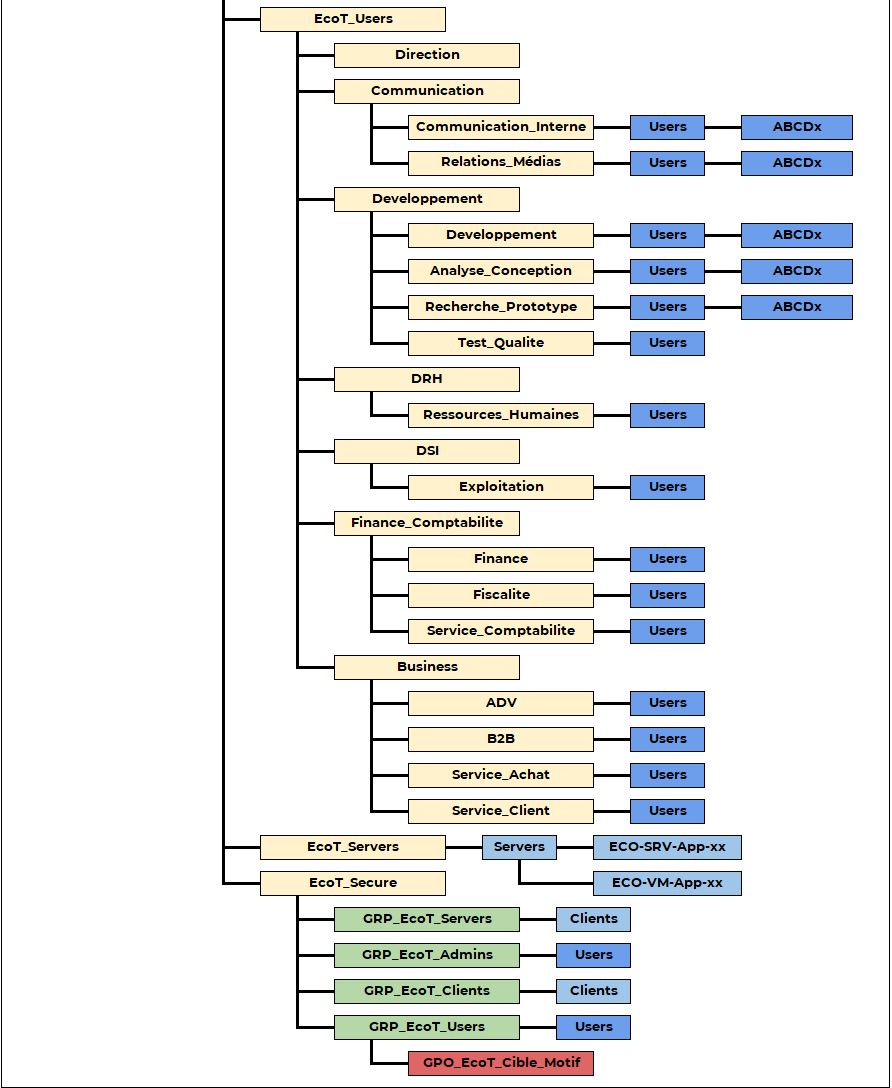 EcoT_Users
Direction
Communication
Communication_Interne Users ABCDx
Relations_Médias Users ABCDx
Developpement
Developpement Users ABCDx
Analyse_Conception Users ABCDx
Recherche_Prototype Users ABCDx
Test_Qualite Users
DRH
Ressources_Humaines Users
DSI
Exploitation Users
Finance_Comptabilite
Finance Users
Fiscalite Users
Service_Comptabilite Users
Business
ADV Users
B2B Users
Service_Achat Users
Service_Client Users
EcoT_Servers Servers ECO-SRV-App-xx
EcoT_Secure ECO-VM-App-xx
GRP_EcoT_Servers Clients
GRP_EcoT_Admins Users
GRP_EcoT_Clients Clients
GRP_EcoT_Users Users
GPO_EcoT_Cible_Motif